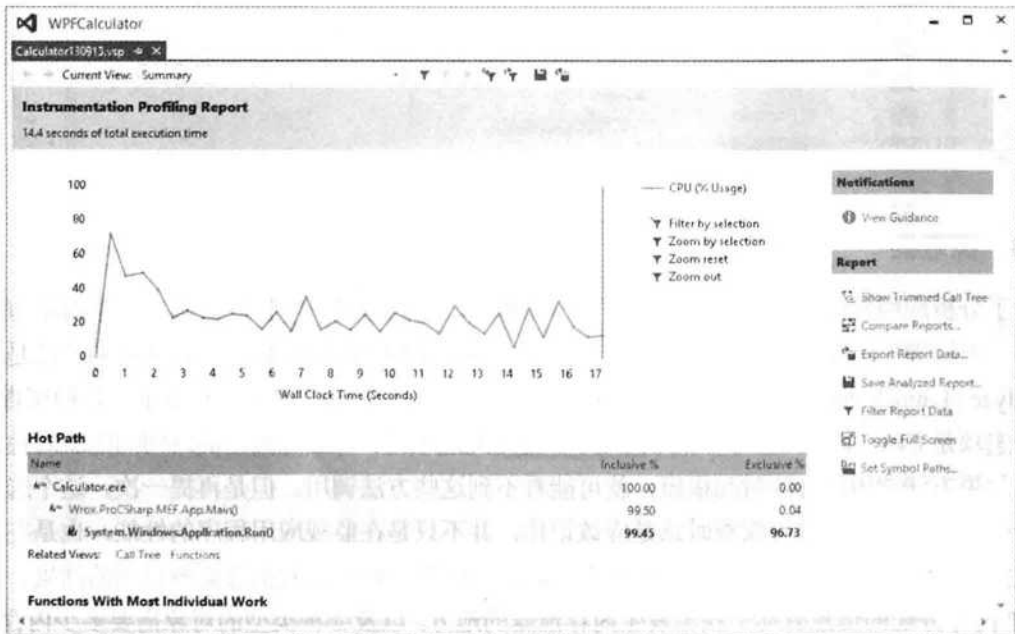 WPFCalculator
Calculator130913.vsp
Current View: Summary
Instrumentation Profiling Report
14.4 seconds of total execution time
100
80
60
40
20
0
0 1 2 3 4 5 6 7 8 9 10 11 12 13 14 15 16 17
Wall Clock Time (Seconds)
CPU (% Usage)
Filter by selection
Zoom by selection
Zoom reset
Zoom out
Notifications
View Guidance
Report
Show Trimmed Call Tree
Compare Reports...
Export Report Data...
Save Analyzed Report...
Filter Report Data
Toggle Full Screen
Set Symbol Paths...
Hot Path
Name Inclusive % Exclusive %
Calculator.exe 100.00 0.00
Wrox.ProCSharp.MEF.App.Main() 99.50 0.04
System.Windows.Application.Run() 99.45 96.73
Related Views: Call Tree Functions
Functions With Most Individual Work